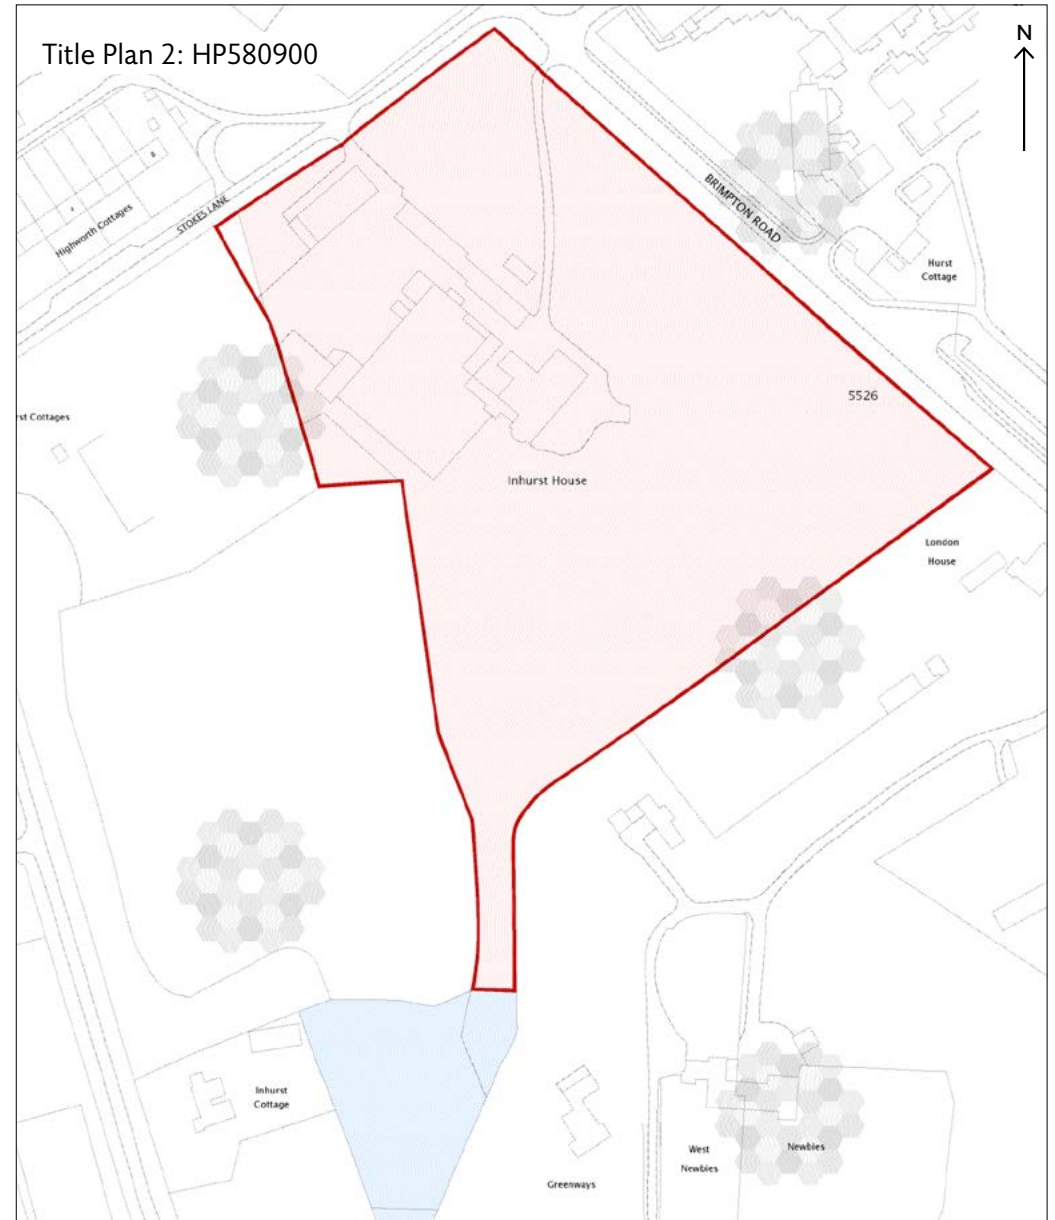 Title Plan 2: HP580900
N
BRIMPTON ROAD
STOKES LANE
Highworth Cottages
Hurst
Cottage
5526
rst Cottages
Inhurst House
London
House
Inhurst
Cottage
West
Newbies
Newbies
Greenways